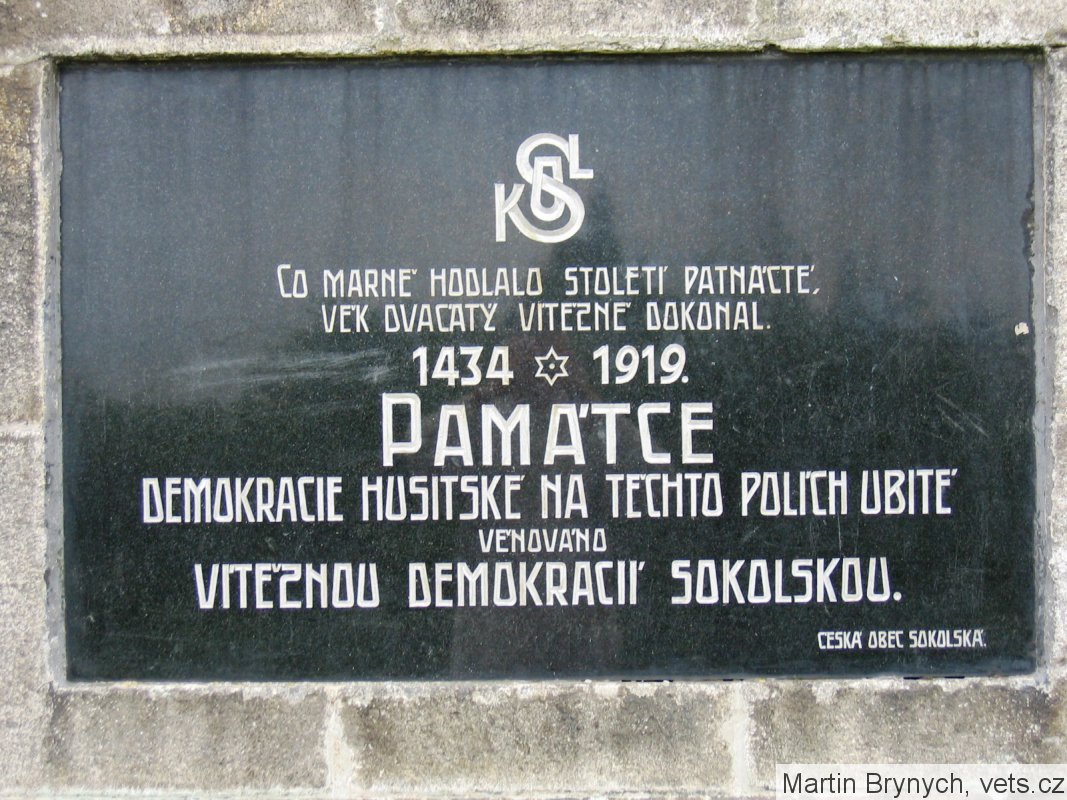 SOKOL
CO MARNĚ HODLALO STOLETÍ PATNÁCTÉ,
VĚK DVACÁTÝ VÍTĚZNĚ DOKONAL.
1434 ✡ 1919.
PAMÁTCE
DEMOKRACIE HUSITSKÉ NA TĚCHTO POLÍCH UBITÉ
VĚNOVÁNO
VÍTĚZNOU DEMOKRACIÍ SOKOLSKOU.
ČESKÁ OBEC SOKOLSKÁ.
Martin Brynych, vets.cz